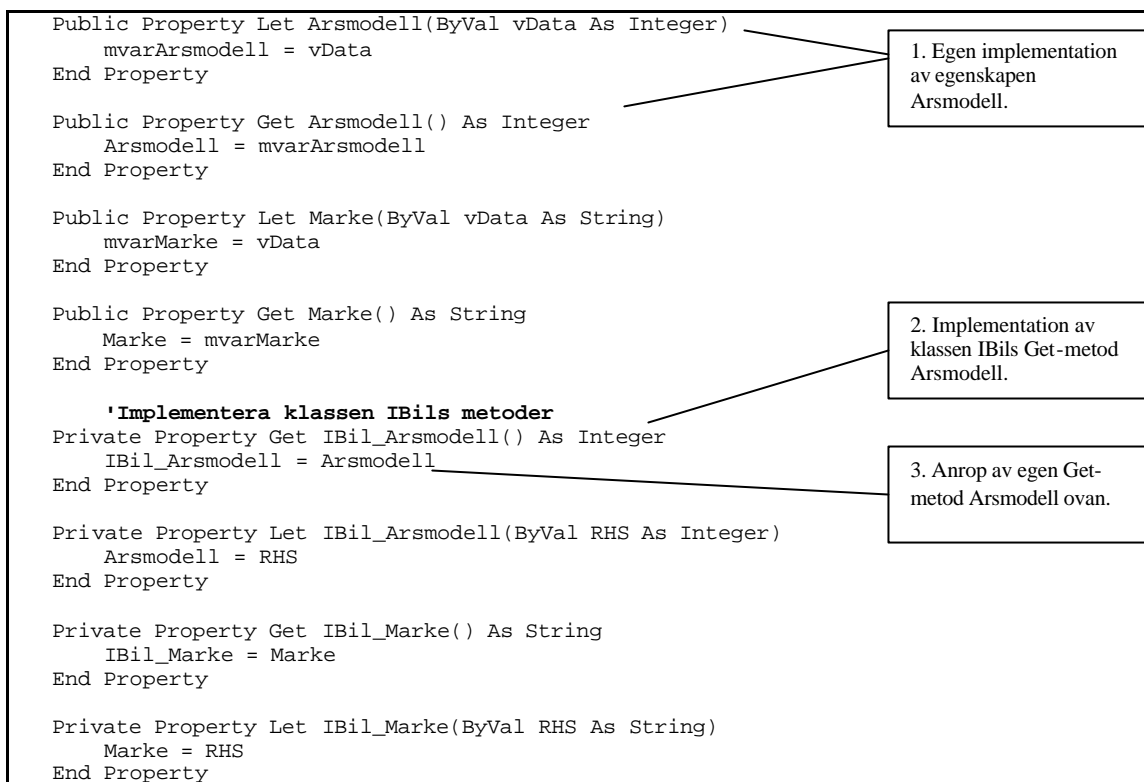 Public Property Let Arsmodell(ByVal vData As Integer)
    mvarArsmodell = vData
End Property

Public Property Get Arsmodell() As Integer
    Arsmodell = mvarArsmodell
End Property

Public Property Let Marke(ByVal vData As String)
    mvarMarke = vData
End Property

Public Property Get Marke() As String
    Marke = mvarMarke
End Property

    'Implementera klassen IBils metoder
Private Property Get IBil_Arsmodell() As Integer
    IBil_Arsmodell = Arsmodell
End Property

Private Property Let IBil_Arsmodell(ByVal RHS As Integer)
    Arsmodell = RHS
End Property

Private Property Get IBil_Marke() As String
    IBil_Marke = Marke
End Property

Private Property Let IBil_Marke(ByVal RHS As String)
    Marke = RHS
End Property

1. Egen implementation
av egenskapen
Arsmodell.

2. Implementation av
klassen IBils Get-metod
Arsmodell.

3. Anrop av egen Get-
metod Arsmodell ovan.